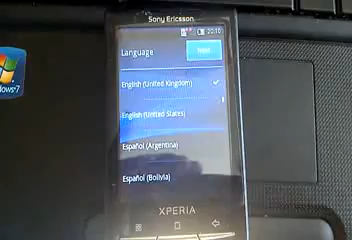 Sony Ericsson
20:10
Language
Next
English (United Kingdom)
English (United States)
Español (Argentina)
Español (Bolivia)
XPERIA